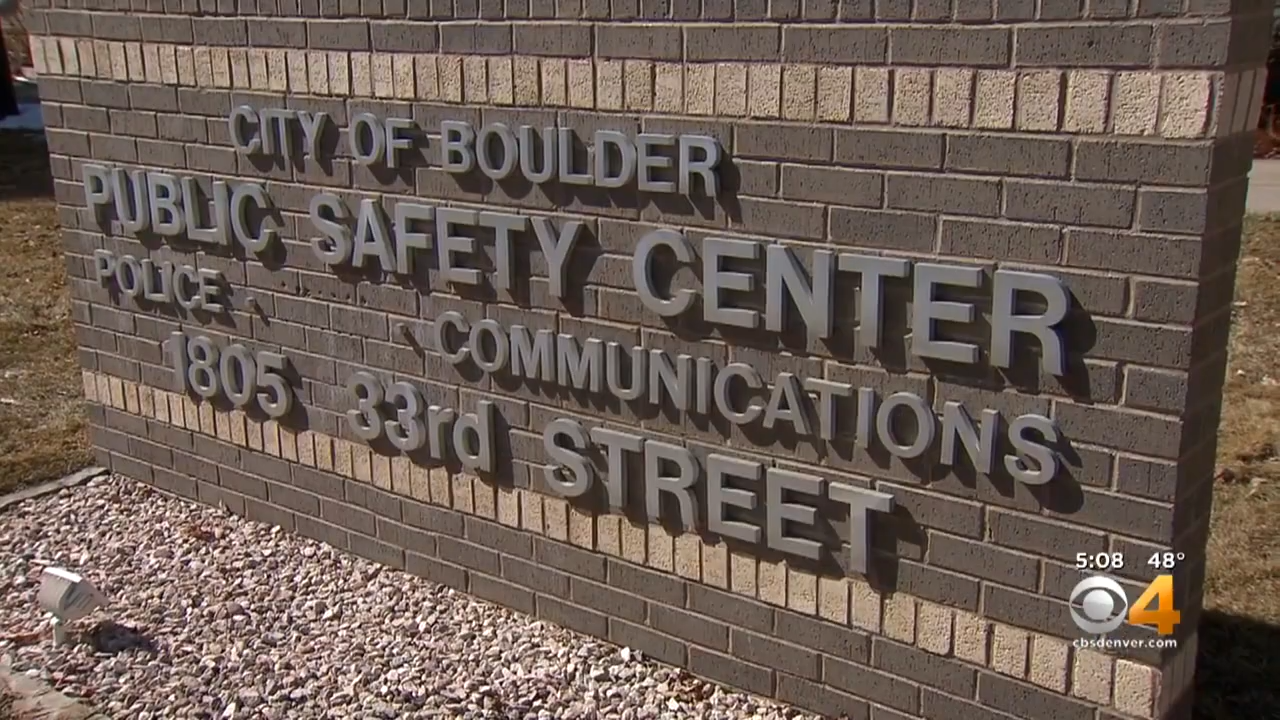 CITY OF BOULDER
PUBLIC SAFETY CENTER
POLICE · COMMUNICATIONS
1805 33rd STREET
5:08 48°
4
cbsdenver.com